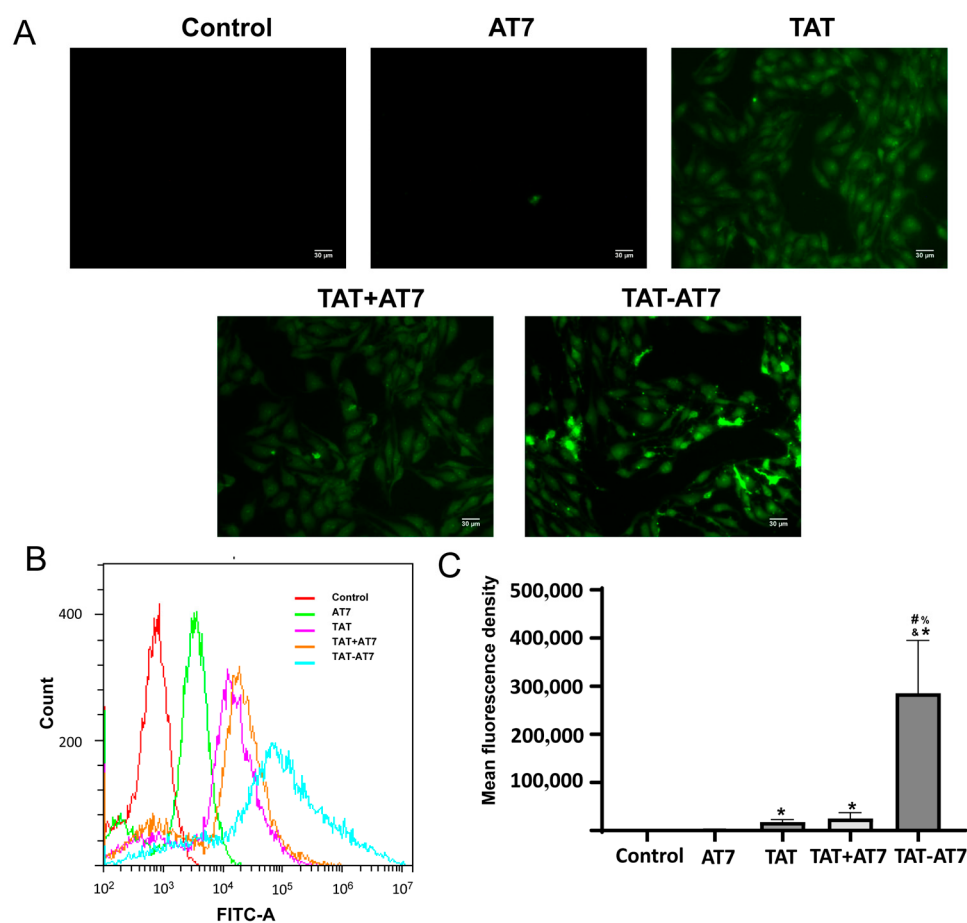 A
Control
AT7
TAT
30 μm
30 μm
30 μm
TAT+AT7
TAT-AT7
30 μm
30 μm
B
Count
400
200
10² 10³ 10⁴ 10⁵ 10⁶ 10⁷
FITC-A
Control
AT7
TAT
TAT+AT7
TAT-AT7
C
Mean fluorescence density
500,000
400,000
300,000
200,000
100,000
* * # % & *
Control AT7 TAT TAT+AT7 TAT-AT7